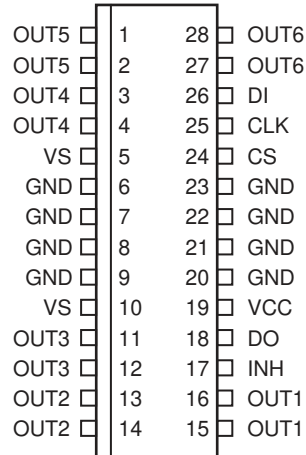 OUT5 1 28 OUT6
OUT5 2 27 OUT6
OUT4 3 26 DI
OUT4 4 25 CLK
VS 5 24 CS
GND 6 23 GND
GND 7 22 GND
GND 8 21 GND
GND 9 20 GND
VS 10 19 VCC
OUT3 11 18 DO
OUT3 12 17 INH
OUT2 13 16 OUT1
OUT2 14 15 OUT1